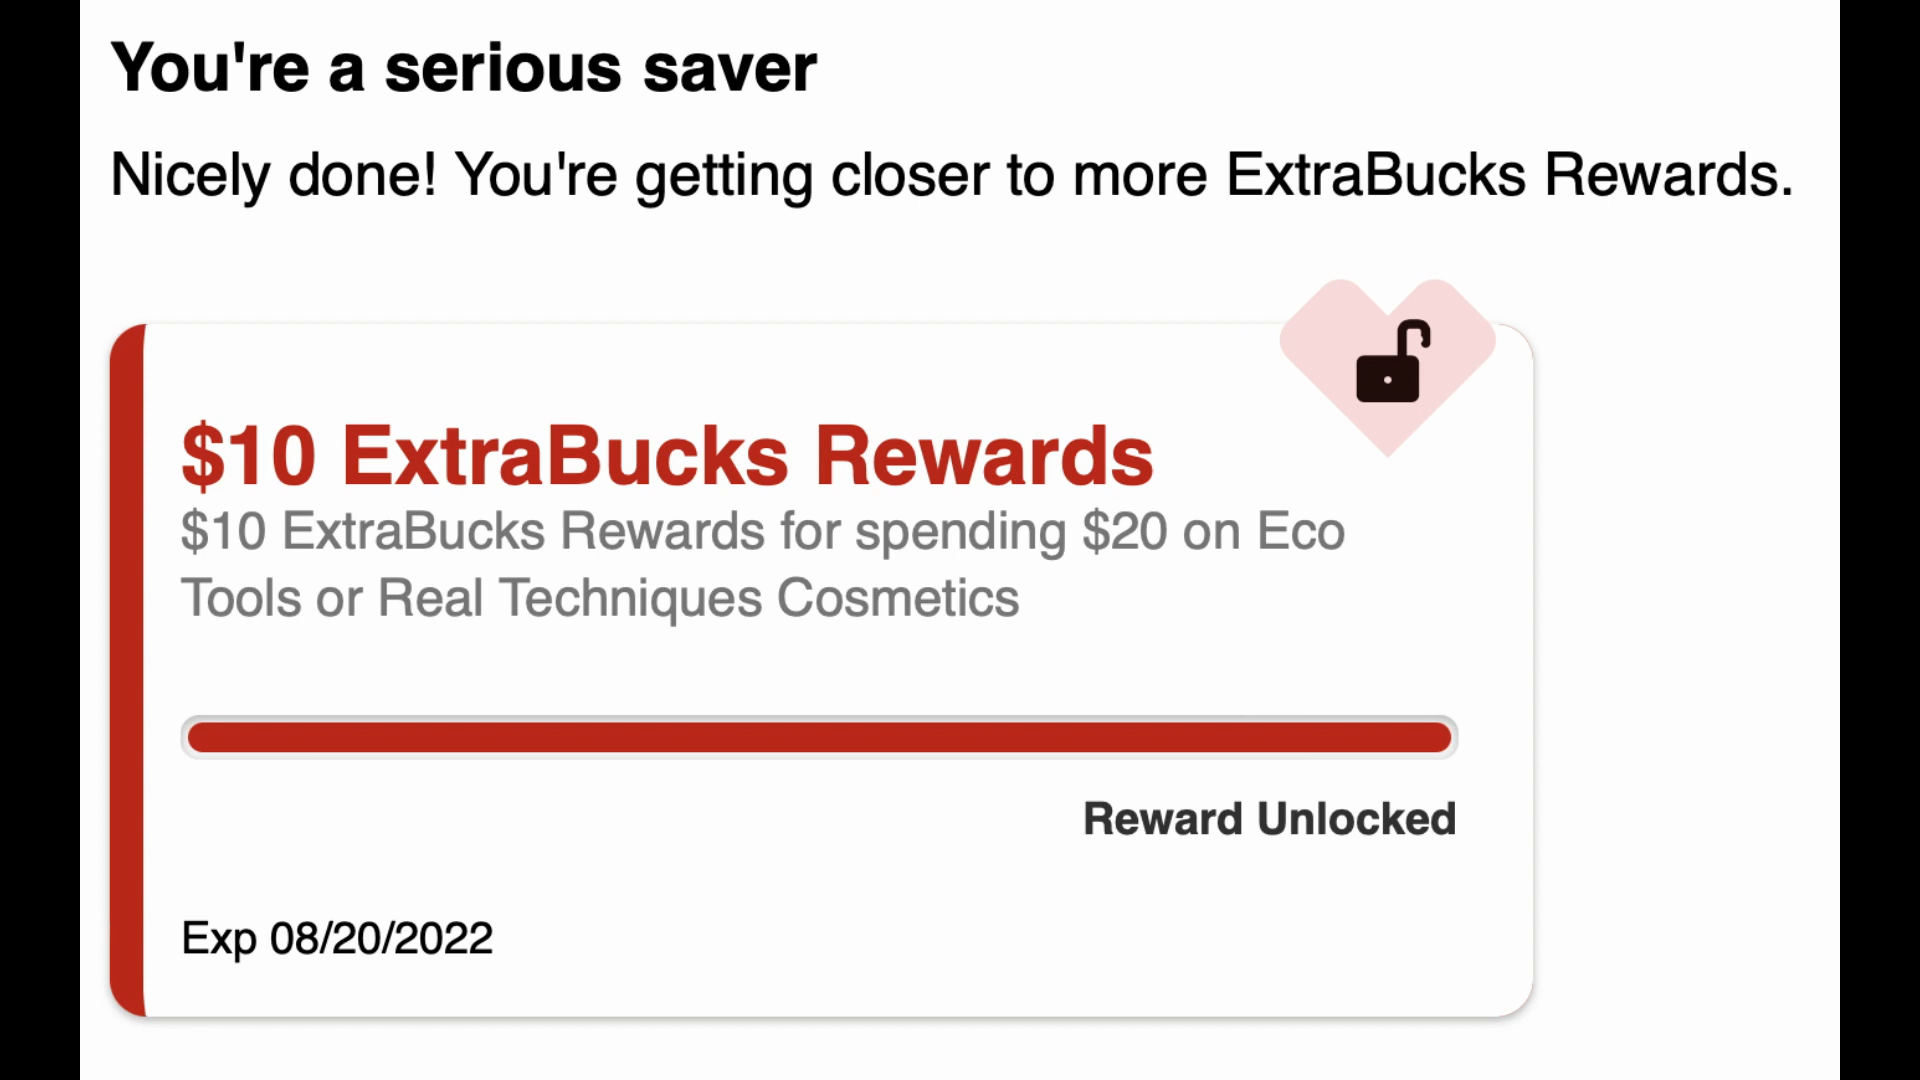 You're a serious saver
Nicely done! You're getting closer to more ExtraBucks Rewards.
$10 ExtraBucks Rewards
$10 ExtraBucks Rewards for spending $20 on Eco
Tools or Real Techniques Cosmetics
Reward Unlocked
Exp 08/20/2022